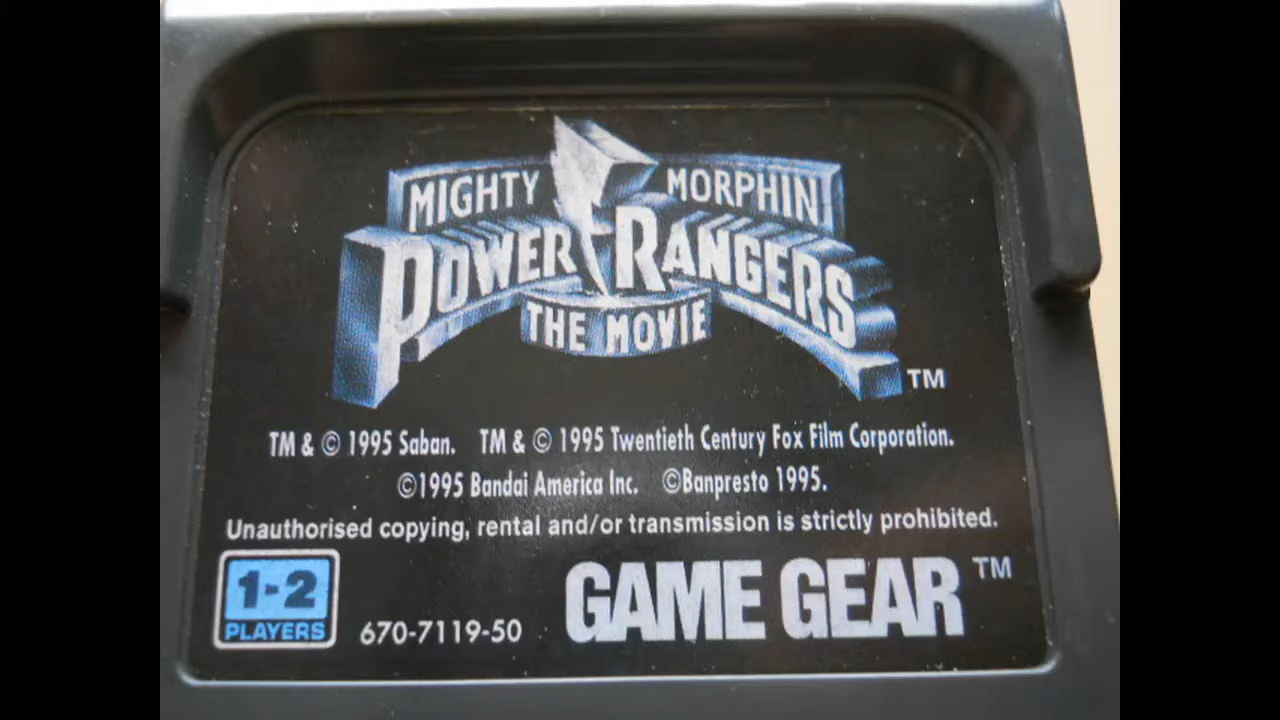 MIGHTY MORPHIN
POWER RANGERS
THE MOVIE
TM
TM & © 1995 Saban. TM & © 1995 Twentieth Century Fox Film Corporation.
©1995 Bandai America Inc. ©Banpresto 1995.
Unauthorised copying, rental and/or transmission is strictly prohibited.
1-2
PLAYERS
670-7119-50
GAME GEAR TM